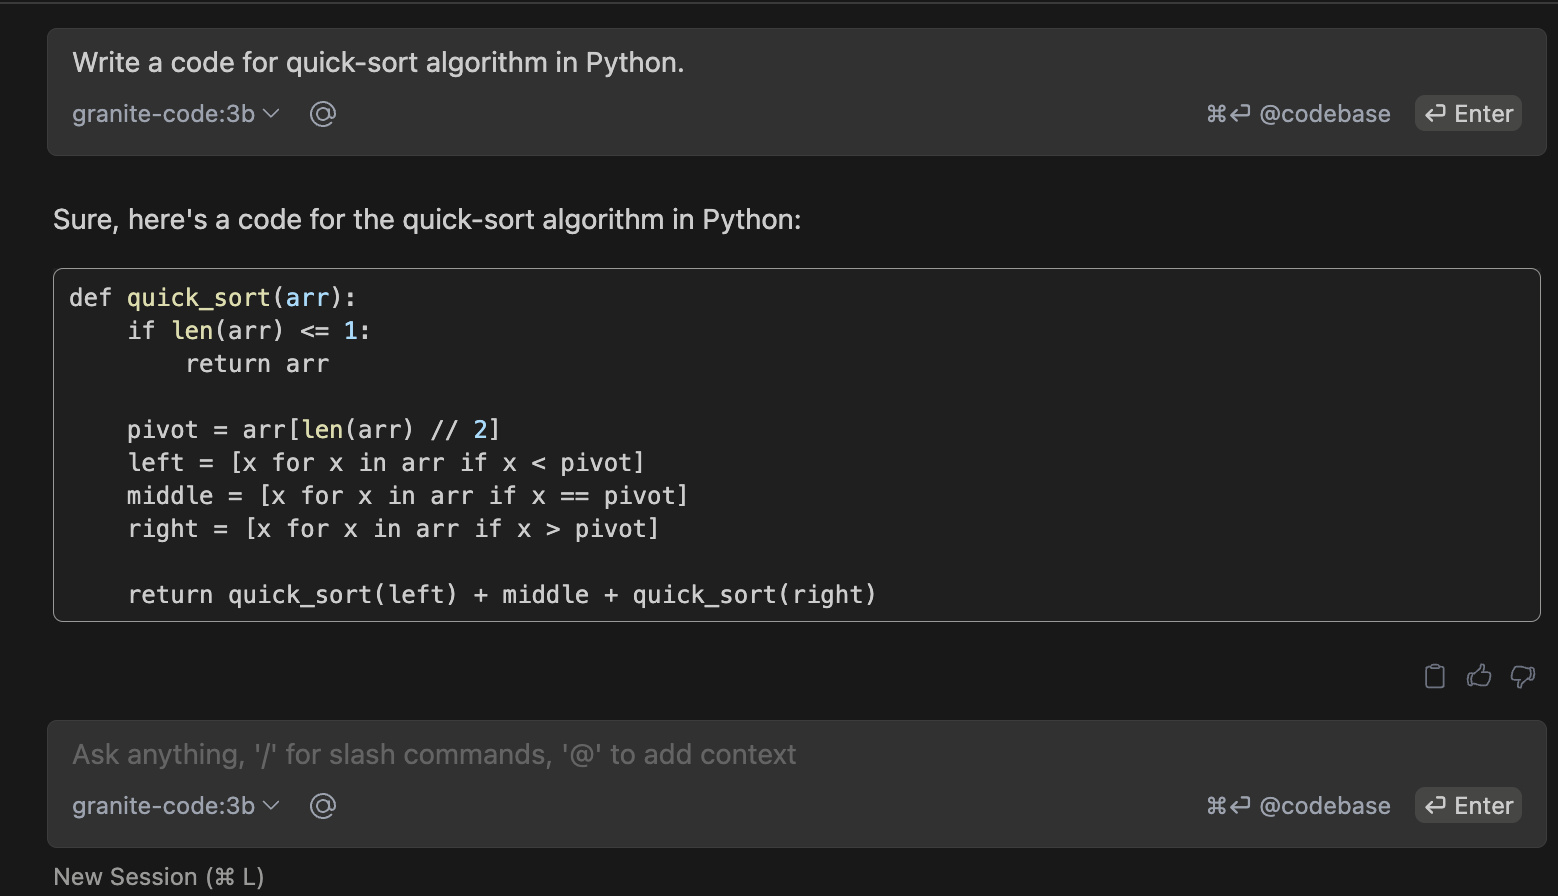 Write a code for quick-sort algorithm in Python.
granite-code:3b @ ⌘⏎ @codebase ⏎ Enter
Sure, here's a code for the quick-sort algorithm in Python:
def quick_sort(arr):
    if len(arr) <= 1:
        return arr

    pivot = arr[len(arr) // 2]
    left = [x for x in arr if x < pivot]
    middle = [x for x in arr if x == pivot]
    right = [x for x in arr if x > pivot]

    return quick_sort(left) + middle + quick_sort(right)
Ask anything, '/' for slash commands, '@' to add context
granite-code:3b @ ⌘⏎ @codebase ⏎ Enter
New Session (⌘ L)